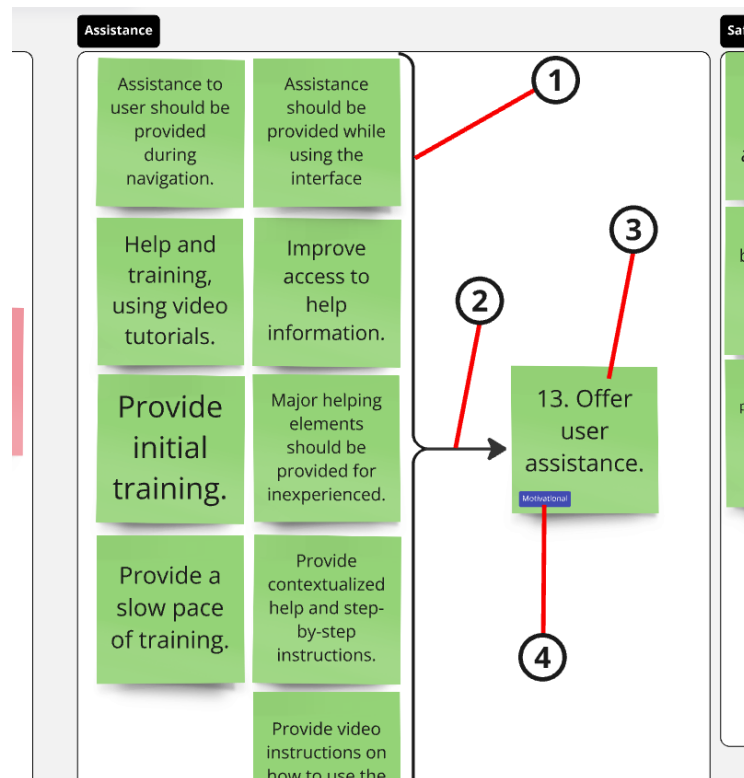 Assistance
Saf
Assistance to
user should be
provided
during
navigation.
Assistance
should be
provided while
using the
interface
1
3
Help and
training,
using video
tutorials.
Improve
access to
help
information.
2
Provide
initial
training.
Major helping
elements
should be
provided for
inexperienced.
13. Offer
user
assistance.
Motivational
Provide a
slow pace
of training.
Provide
contextualized
help and step-
by-step
instructions.
4
Provide video
instructions on
how to use the